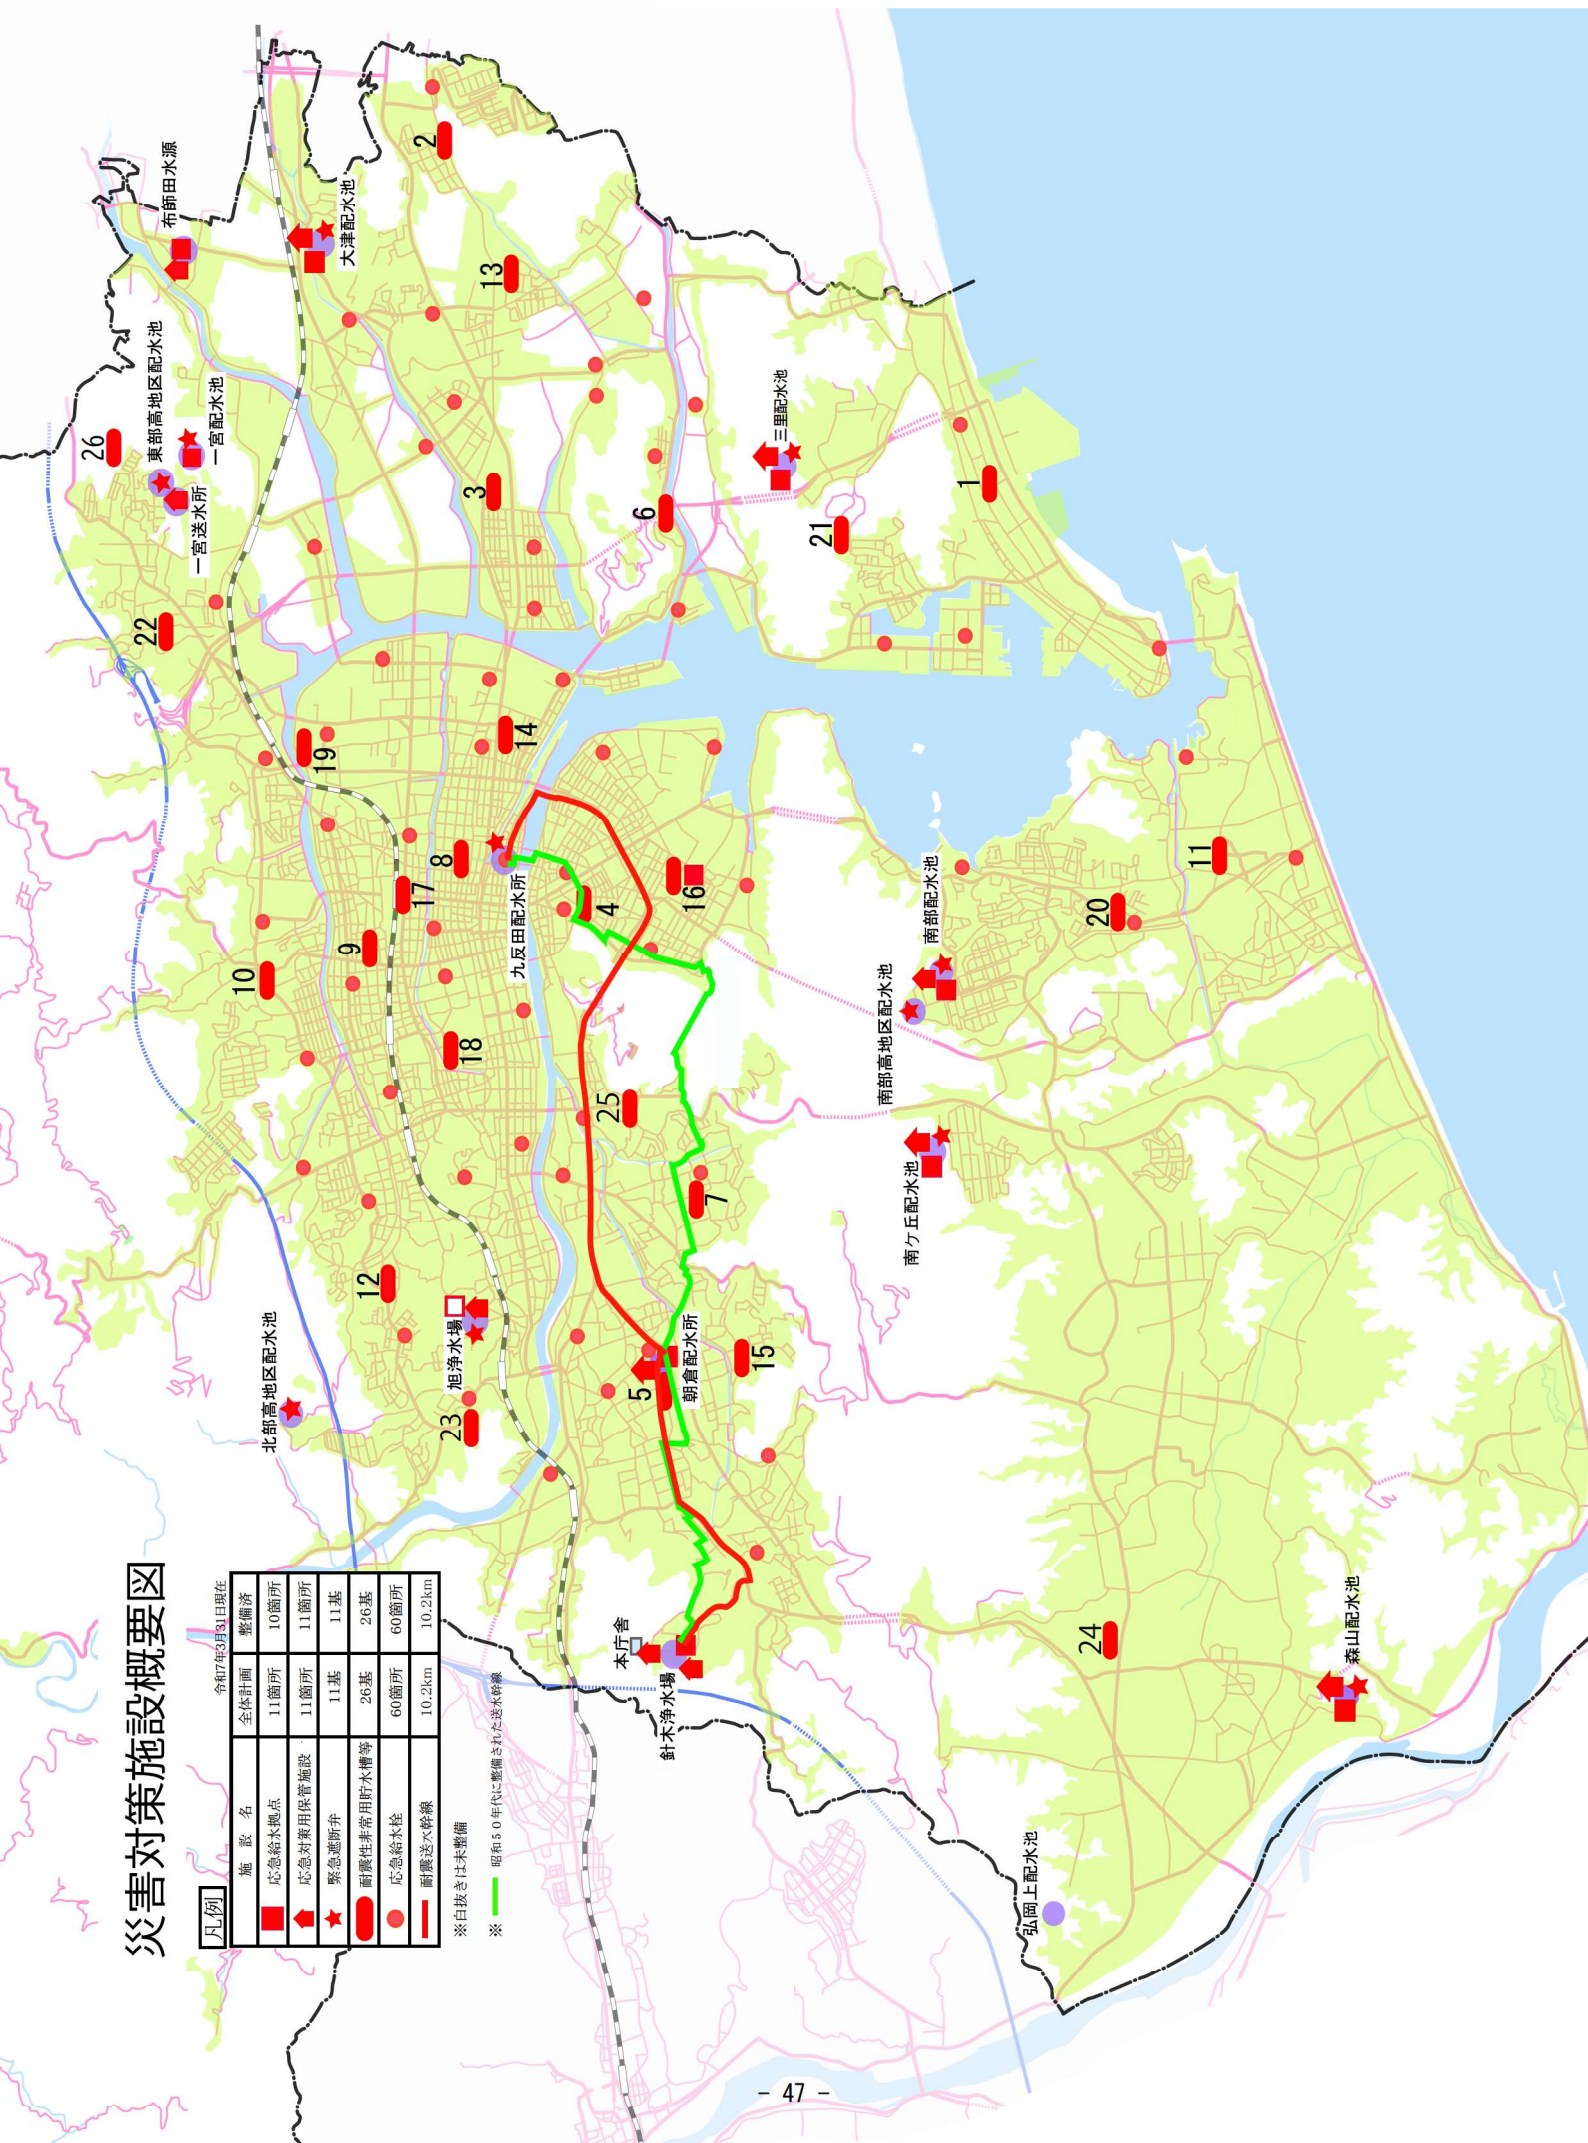 災害対策施設概要図
令和7年3月31日現在
凡例
施 設 名 全体計画 整備済
応急給水拠点 11箇所 10箇所
応急対策用保管施設 11箇所 11箇所
緊急遮断弁 11基 11基
耐震性非常用貯水槽等 26基 26基
応急給水栓 60箇所 60箇所
耐震送水幹線 10.2km 10.2km
※白抜きは未整備
※ 昭和50年代に整備された送水幹線
布師田水源
大津配水池
東部高地区配水池
一宮配水池
一宮送水所
三里配水池
九反田配水所
南部配水池
南部高地区配水池
南ケ丘配水池
北部高地区配水池
旭浄水場
朝倉配水所
本庁舎
針木浄水場
森山配水池
弘岡上配水池
26
2
13
22
3
6
21
1
19
14
8
17
9
10
4
16
11
20
18
25
7
12
23
5
15
24
- 47 -